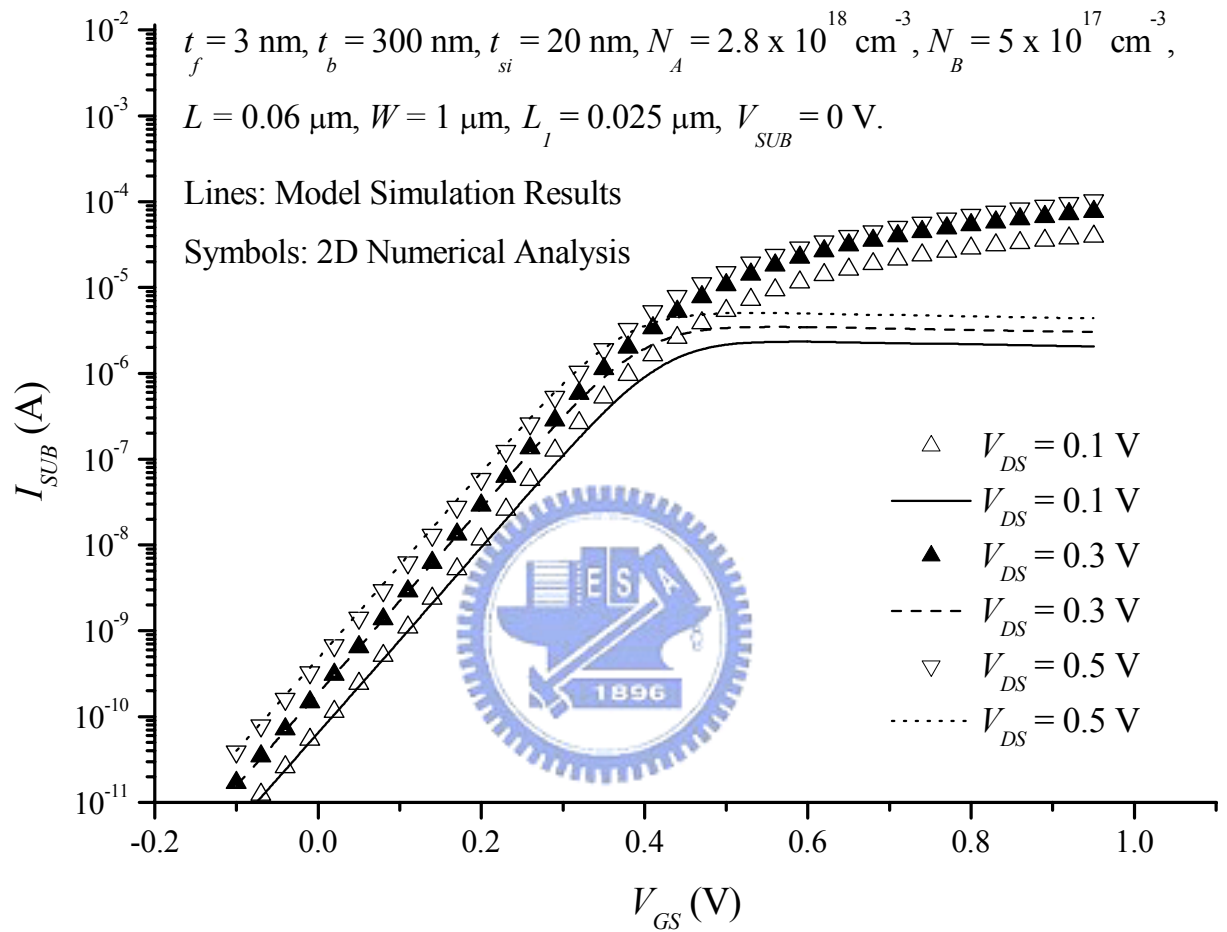 t_f = 3 nm, t_b = 300 nm, t_si = 20 nm, N_A = 2.8 x 10^18 cm^-3, N_B = 5 x 10^17 cm^-3,
L = 0.06 μm, W = 1 μm, L_1 = 0.025 μm, V_SUB = 0 V.
Lines: Model Simulation Results
Symbols: 2D Numerical Analysis
10^-2
10^-3
10^-4
10^-5
10^-6
10^-7
10^-8
10^-9
10^-10
10^-11
I_SUB (A)
V_DS = 0.1 V
V_DS = 0.1 V
V_DS = 0.3 V
V_DS = 0.3 V
V_DS = 0.5 V
V_DS = 0.5 V
E S A
1896
-0.2 0.0 0.2 0.4 0.6 0.8 1.0
V_GS (V)